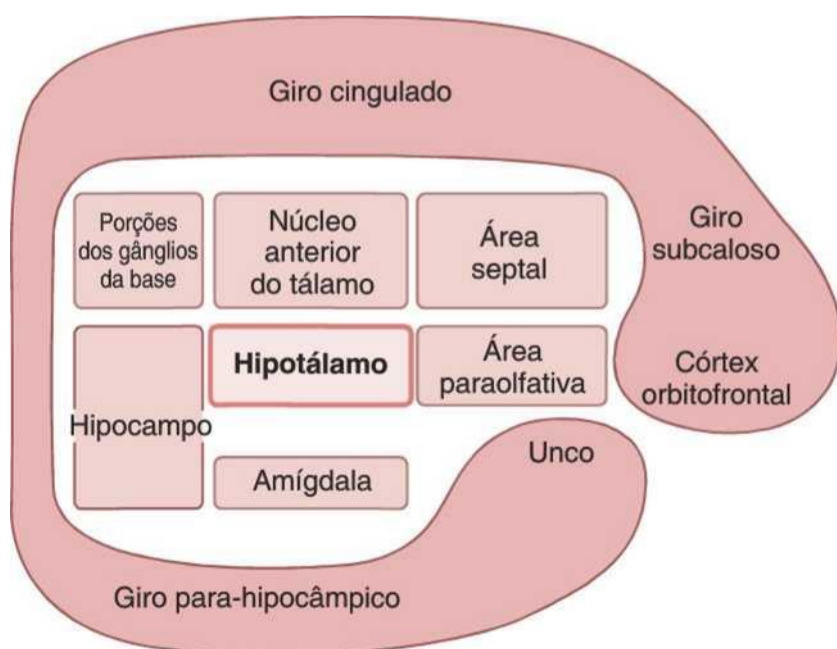 Giro cingulado
Porções
dos gânglios
da base
Núcleo
anterior
do tálamo
Área
septal
Giro
subcaloso
Hipocampo
Hipotálamo
Área
paraolfativa
Córtex
orbitofrontal
Amígdala
Unco
Giro para-hipocâmpico